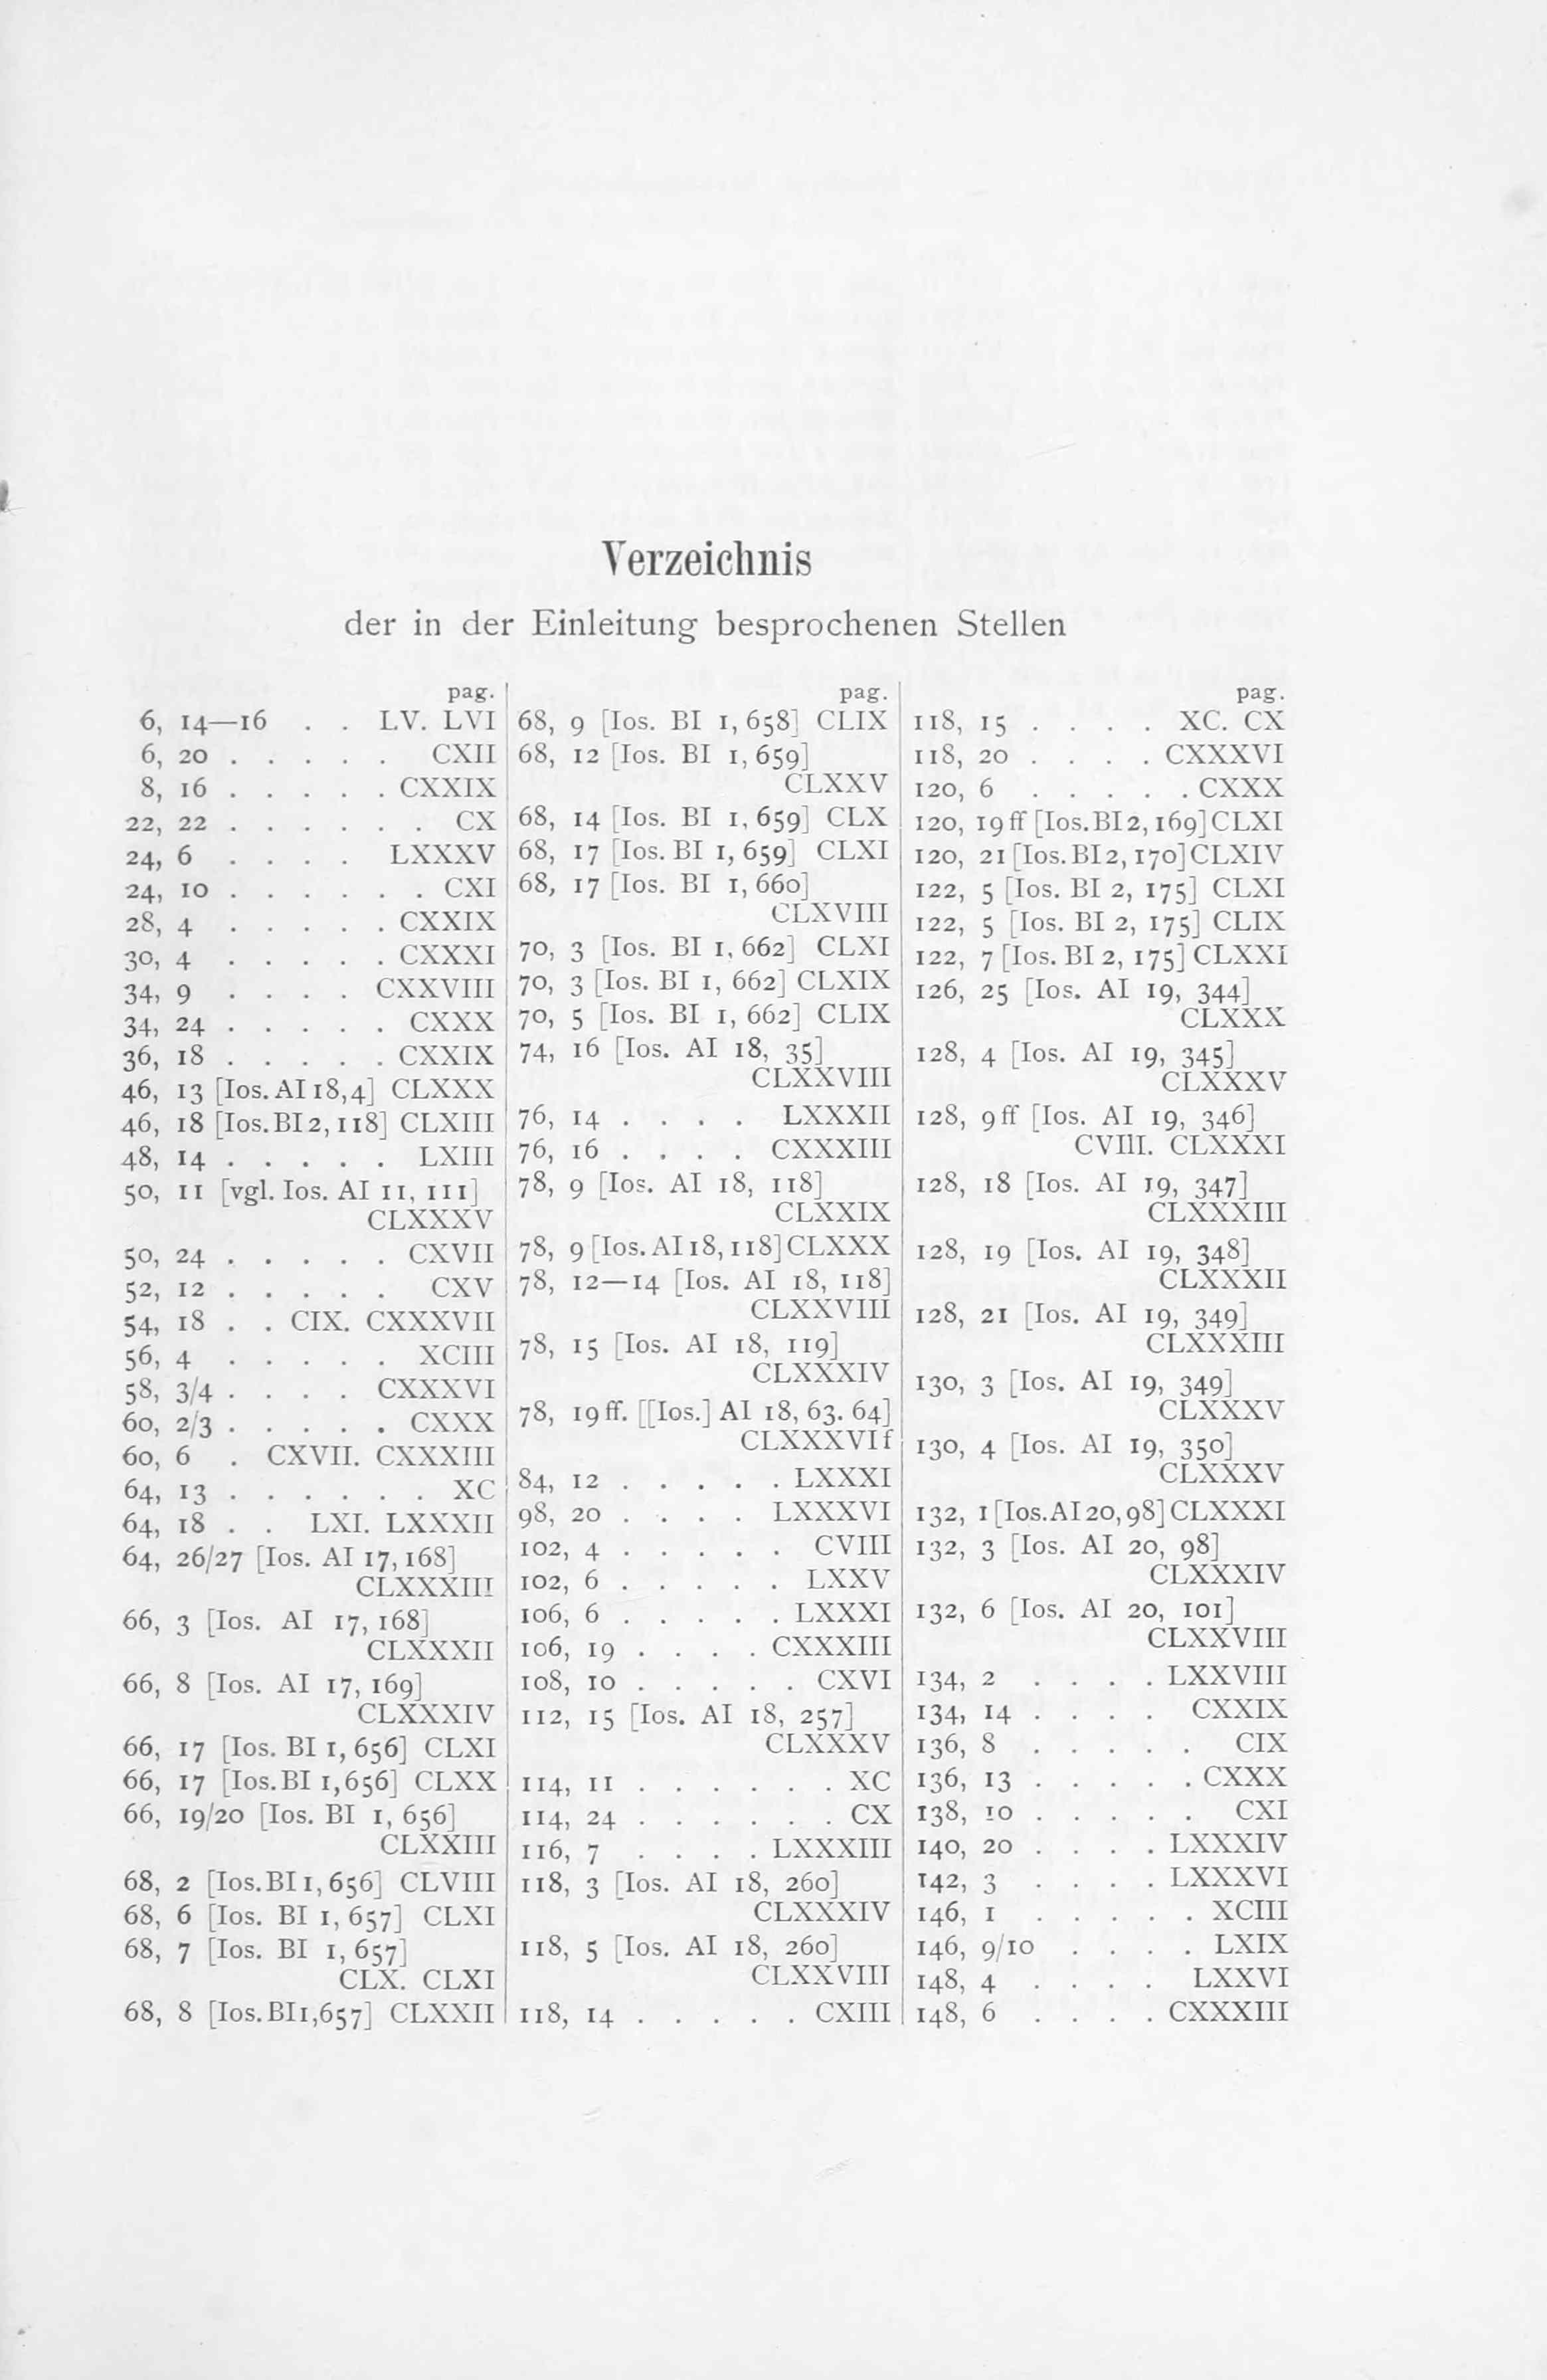 Verzeichnis
der in der Einleitung besprochenen Stellen
pag.
6, 14—16 . . LV. LVI
6, 20 . . . . . CXII
8, 16 . . . . . CXXIX
22, 22 . . . . . . CX
24, 6 . . . . LXXXV
24, 10 . . . . . . CXI
28, 4 . . . . . CXXIX
30, 4 . . . . . CXXXI
34, 9 . . . . CXXVIII
34, 24 . . . . . CXXX
36, 18 . . . . . CXXIX
46, 13 [Ios. AI 18,4] CLXXX
46, 18 [Ios. BI 2, 118] CLXIII
48, 14 . . . . . LXIII
50, 11 [vgl. Ios. AI 11, 111]
CLXXXV
50, 24 . . . . . CXVII
52, 12 . . . . . CXV
54, 18 . . CIX. CXXXVII
56, 4 . . . . . XCIII
58, 3/4 . . . . CXXXVI
60, 2/3 . . . . . CXXX
60, 6 . CXVII. CXXXIII
64, 13 . . . . . . XC
64, 18 . . LXI. LXXXII
64, 26/27 [Ios. AI 17, 168]
CLXXXIII
66, 3 [Ios. AI 17, 168]
CLXXXII
66, 8 [Ios. AI 17, 169]
CLXXXIV
66, 17 [Ios. BI 1, 656] CLXI
66, 17 [Ios. BI 1,656] CLXX
66, 19/20 [Ios. BI 1, 656]
CLXXIII
68, 2 [Ios. BI 1, 656] CLVIII
68, 6 [Ios. BI 1, 657] CLXI
68, 7 [Ios. BI 1, 657]
CLX. CLXI
68, 8 [Ios. BI 1,657] CLXXII
pag.
68, 9 [Ios. BI 1, 658] CLIX
68, 12 [Ios. BI 1, 659]
CLXXV
68, 14 [Ios. BI 1, 659] CLX
68, 17 [Ios. BI 1, 659] CLXI
68, 17 [Ios. BI 1, 660]
CLXVIII
70, 3 [Ios. BI 1, 662] CLXI
70, 3 [Ios. BI 1, 662] CLXIX
70, 5 [Ios. BI 1, 662] CLIX
74, 16 [Ios. AI 18, 35]
CLXXVIII
76, 14 . . . . LXXXII
76, 16 . . . . CXXXIII
78, 9 [Ios. AI 18, 118]
CLXXIX
78, 9 [Ios. AI 18, 118] CLXXX
78, 12—14 [Ios. AI 18, 118]
CLXXVIII
78, 15 [Ios. AI 18, 119]
CLXXXIV
78, 19 ff. [[Ios.] AI 18, 63. 64]
CLXXXVI f
84, 12 . . . . . LXXXI
98, 20 . . . . LXXXVI
102, 4 . . . . . CVIII
102, 6 . . . . . LXXV
106, 6 . . . . . LXXXI
106, 19 . . . . CXXXIII
108, 10 . . . . . CXVI
112, 15 [Ios. AI 18, 257]
CLXXXV
114, 11 . . . . . . XC
114, 24 . . . . . . CX
116, 7 . . . . LXXXIII
118, 3 [Ios. AI 18, 260]
CLXXXIV
118, 5 [Ios. AI 18, 260]
CLXXVIII
118, 14 . . . . . CXIII
pag.
118, 15 . . . . XC. CX
118, 20 . . . . CXXXVI
120, 6 . . . . . CXXX
120, 19 ff [Ios. BI 2, 169] CLXI
120, 21 [Ios. BI 2, 170] CLXIV
122, 5 [Ios. BI 2, 175] CLXI
122, 5 [Ios. BI 2, 175] CLIX
122, 7 [Ios. BI 2, 175] CLXXI
126, 25 [Ios. AI 19, 344]
CLXXX
128, 4 [Ios. AI 19, 345]
CLXXXV
128, 9 ff [Ios. AI 19, 346]
CVIII. CLXXXI
128, 18 [Ios. AI 19, 347]
CLXXXIII
128, 19 [Ios. AI 19, 348]
CLXXXII
128, 21 [Ios. AI 19, 349]
CLXXXIII
130, 3 [Ios. AI 19, 349]
CLXXXV
130, 4 [Ios. AI 19, 350]
CLXXXV
132, 1 [Ios. AI 20, 98] CLXXXI
132, 3 [Ios. AI 20, 98]
CLXXXIV
132, 6 [Ios. AI 20, 101]
CLXXVIII
134, 2 . . . . LXXVIII
134, 14 . . . . CXXIX
136, 8 . . . . . CIX
136, 13 . . . . . CXXX
138, 10 . . . . . CXI
140, 20 . . . . LXXXIV
142, 3 . . . . LXXXVI
146, 1 . . . . . XCIII
146, 9/10 . . . . LXIX
148, 4 . . . . LXXVI
148, 6 . . . . CXXXIII